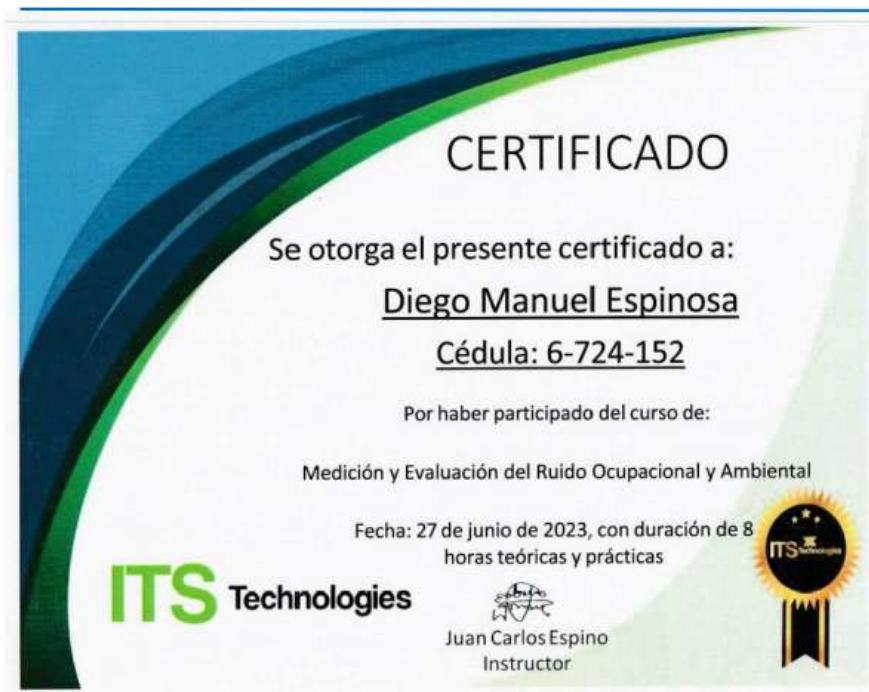 CERTIFICADO
Se otorga el presente certificado a:
Diego Manuel Espinosa
Cédula: 6-724-152
Por haber participado del curso de:
Medición y Evaluación del Ruido Ocupacional y Ambiental
Fecha: 27 de junio de 2023, con duración de 8
horas teóricas y prácticas
ITS Technologies
ITS Technologies
Juan Carlos Espino
Instructor